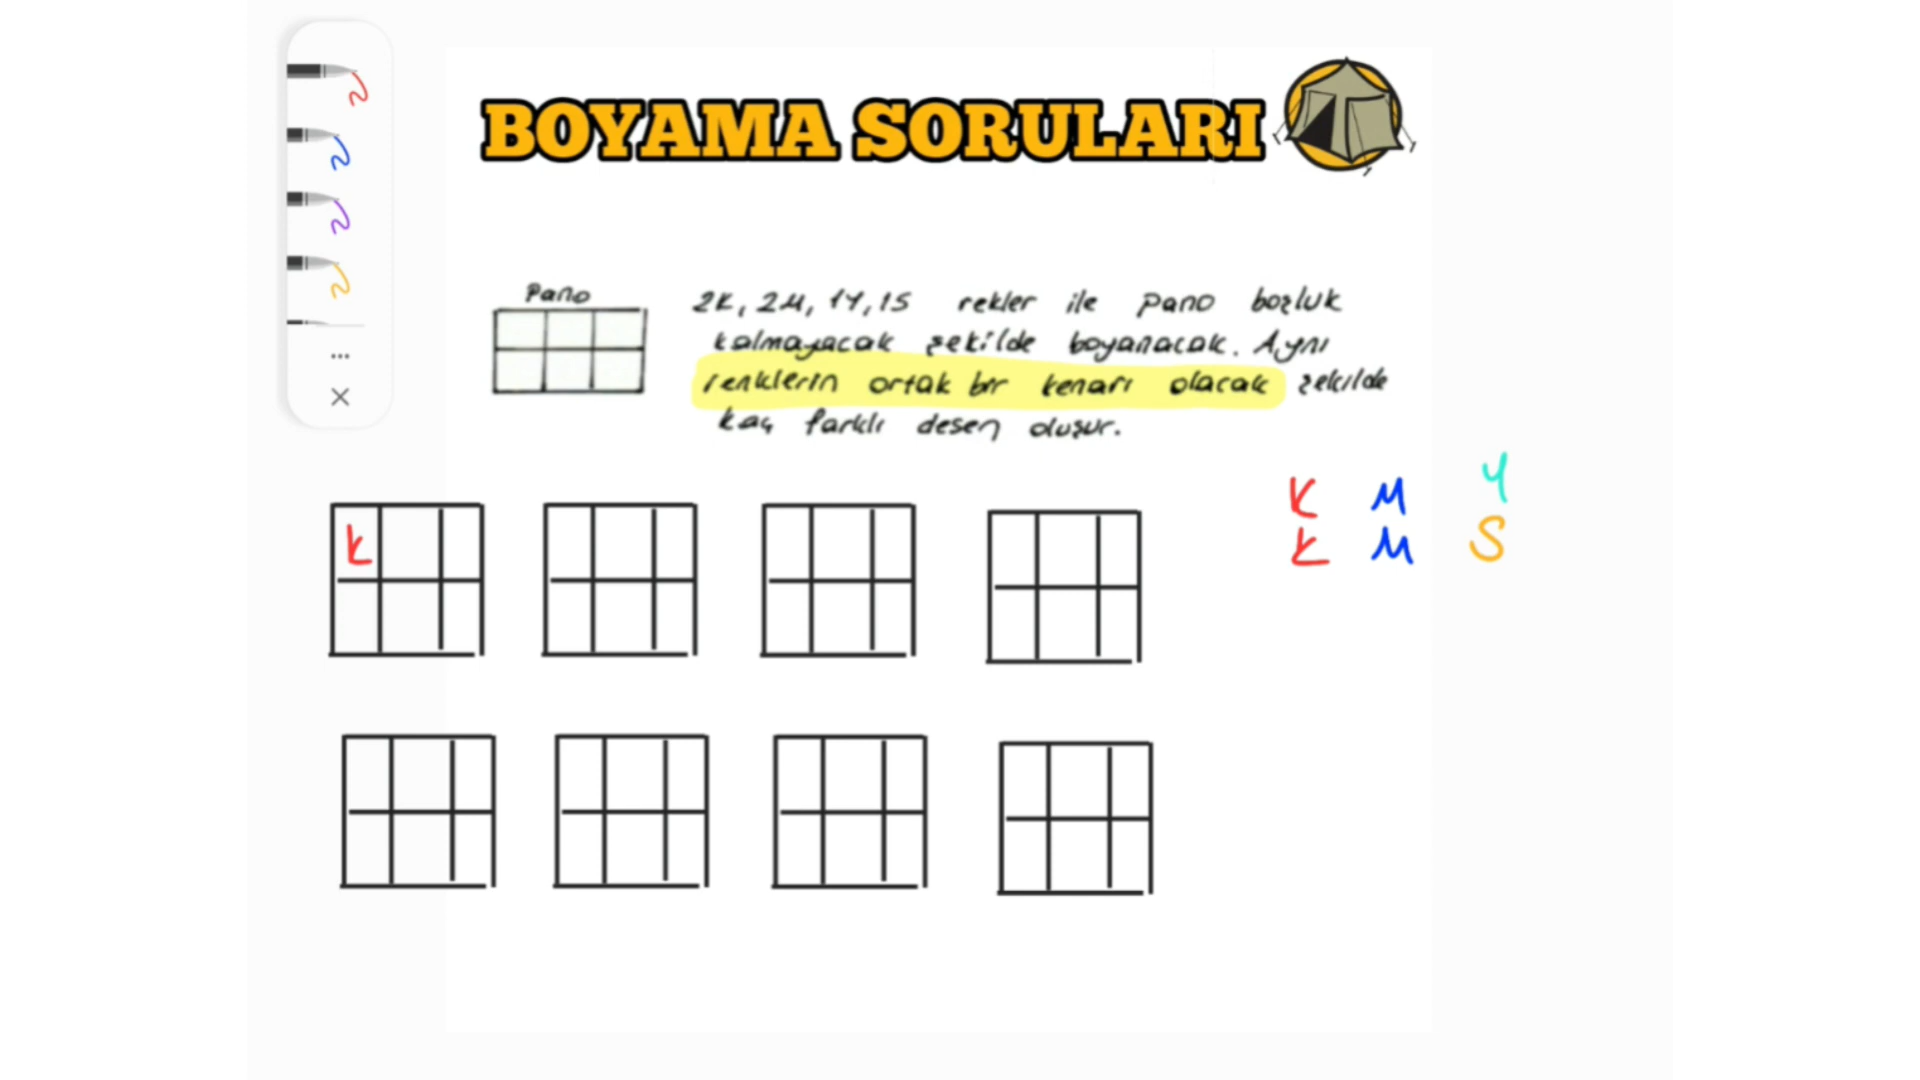 BOYAMA SORULARI
Pano
2K, 2M, 1Y, 1S rekler ile pano boşluk
kalmayacak şekilde boyanacak. Aynı
renklerin ortak bir kenarı olacak şekilde
kaç farklı desen oluşur.
K M Y
K M S
K